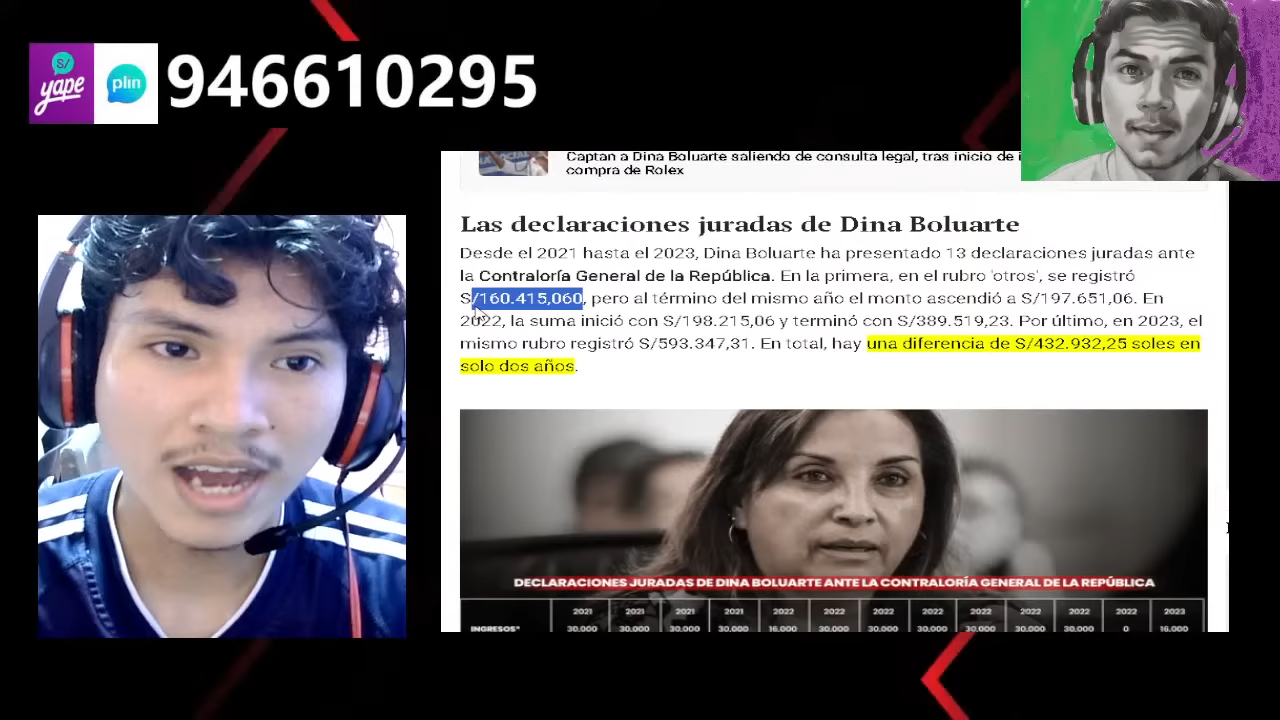 S/
yape
plin
946610295
Captan a Dina Boluarte saliendo de consulta legal, tras inicio de
compra de Rolex
Las declaraciones juradas de Dina Boluarte
Desde el 2021 hasta el 2023, Dina Boluarte ha presentado 13 declaraciones juradas ante
la Contraloría General de la República. En la primera, en el rubro 'otros', se registró
S/160.415,060, pero al término del mismo año el monto ascendió a S/197.651,06. En
2022, la suma inició con S/198.215,06 y terminó con S/389.519,23. Por último, en 2023, el
mismo rubro registró S/593.347,31. En total, hay una diferencia de S/432.932,25 soles en
solo dos años.
DECLARACIONES JURADAS DE DINA BOLUARTE ANTE LA CONTRALORÍA GENERAL DE LA REPÚBLICA
2021 2021 2021 2021 2022 2022 2022 2022 2022 2022 2022 2022 2023
INGRESOS* 30.000 30.000 30.000 30.000 16.000 30.000 30.000 30.000 30.000 30.000 30.000 0 16.000